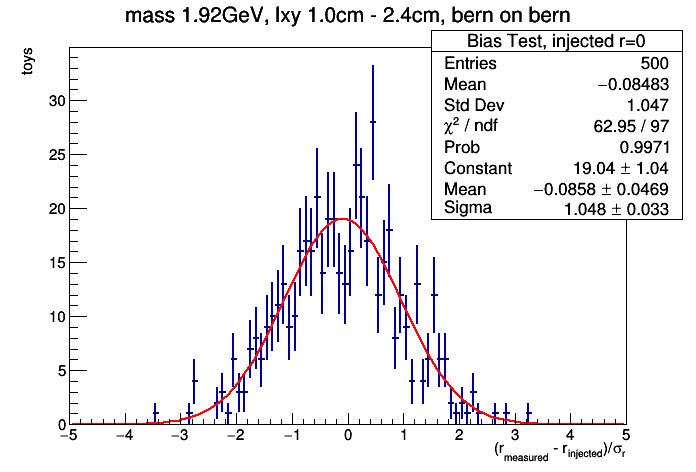 mass 1.92GeV, lxy 1.0cm - 2.4cm, bern on bern
toys
Bias Test, injected r=0
Entries 500
Mean −0.08483
Std Dev 1.047
χ² / ndf 62.95 / 97
Prob 0.9971
Constant 19.04 ± 1.04
Mean −0.0858 ± 0.0469
Sigma 1.048 ± 0.033
30
25
20
15
10
5
0
−5 −4 −3 −2 −1 0 1 2 3 4 5
(r_measured - r_injected)/σ_r